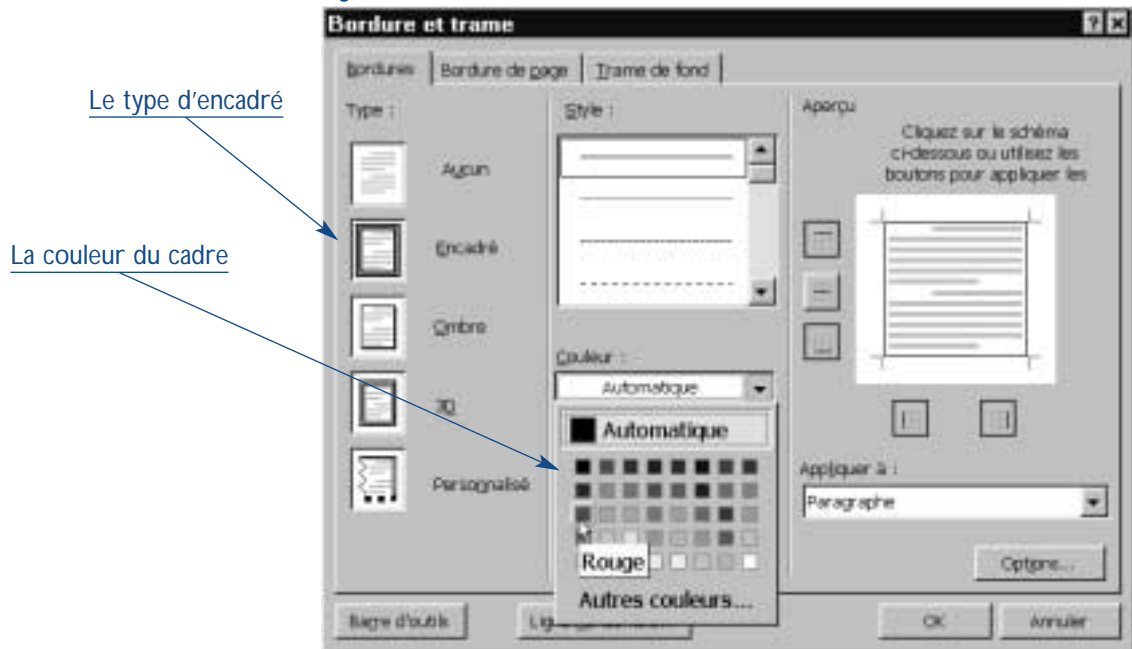 Bordure et trame
Bordures
Bordure de page
Trame de fond
Le type d'encadré
La couleur du cadre
Type :
Aucun
Encadré
Ombre
3D
Personnalisé
Style :
Couleur :
Automatique
Automatique
Rouge
Autres couleurs...
Aperçu
Cliquez sur le schéma
ci-dessous ou utilisez les
boutons pour appliquer les
Appliquer à :
Paragraphe
Options...
Barre d'outils
OK
Annuler